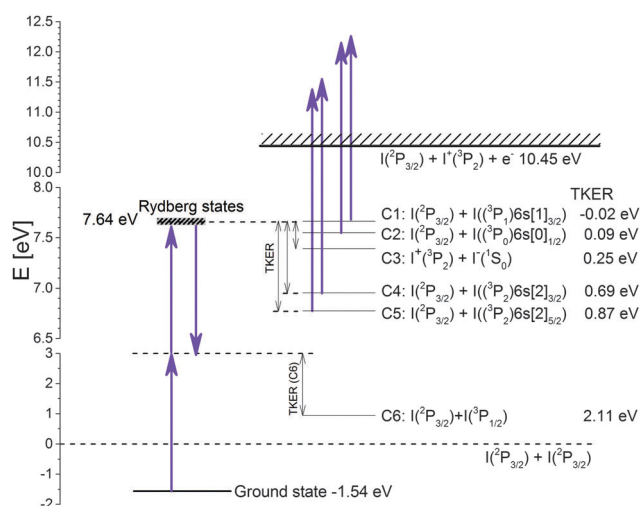 13.0
12.5
12.0
11.5
11.0
10.5
10.0
8.0
7.5
7.0
6.5
3
2
1
0
-1
-2
E [eV]
I(²P₃/₂) + I⁺(³P₂) + e⁻ 10.45 eV
Rydberg states
7.64 eV
TKER
TKER
C1: I(²P₃/₂) + I((³P₁)6s[1]₃/₂) -0.02 eV
C2: I(²P₃/₂) + I((³P₀)6s[0]₁/₂) 0.09 eV
C3: I⁺(³P₂) + I⁻(¹S₀) 0.25 eV
C4: I(²P₃/₂) + I((³P₂)6s[2]₃/₂) 0.69 eV
C5: I(²P₃/₂) + I((³P₂)6s[2]₅/₂) 0.87 eV
TKER (C6)
C6: I(²P₃/₂)+I(³P₁/₂) 2.11 eV
I(²P₃/₂) + I(²P₃/₂)
Ground state -1.54 eV